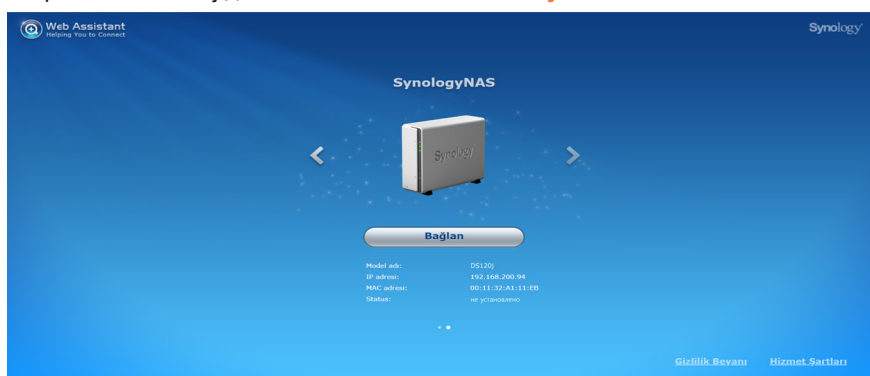 Web Assistant
Helping You to Connect
Synology
SynologyNAS
Synology
Bağlan
Model adı: DS120j
IP adresi: 192.168.200.94
MAC adresi: 00:11:32:A1:11:EB
Status: не установлено
Gizlilik Beyanı Hizmet Şartları